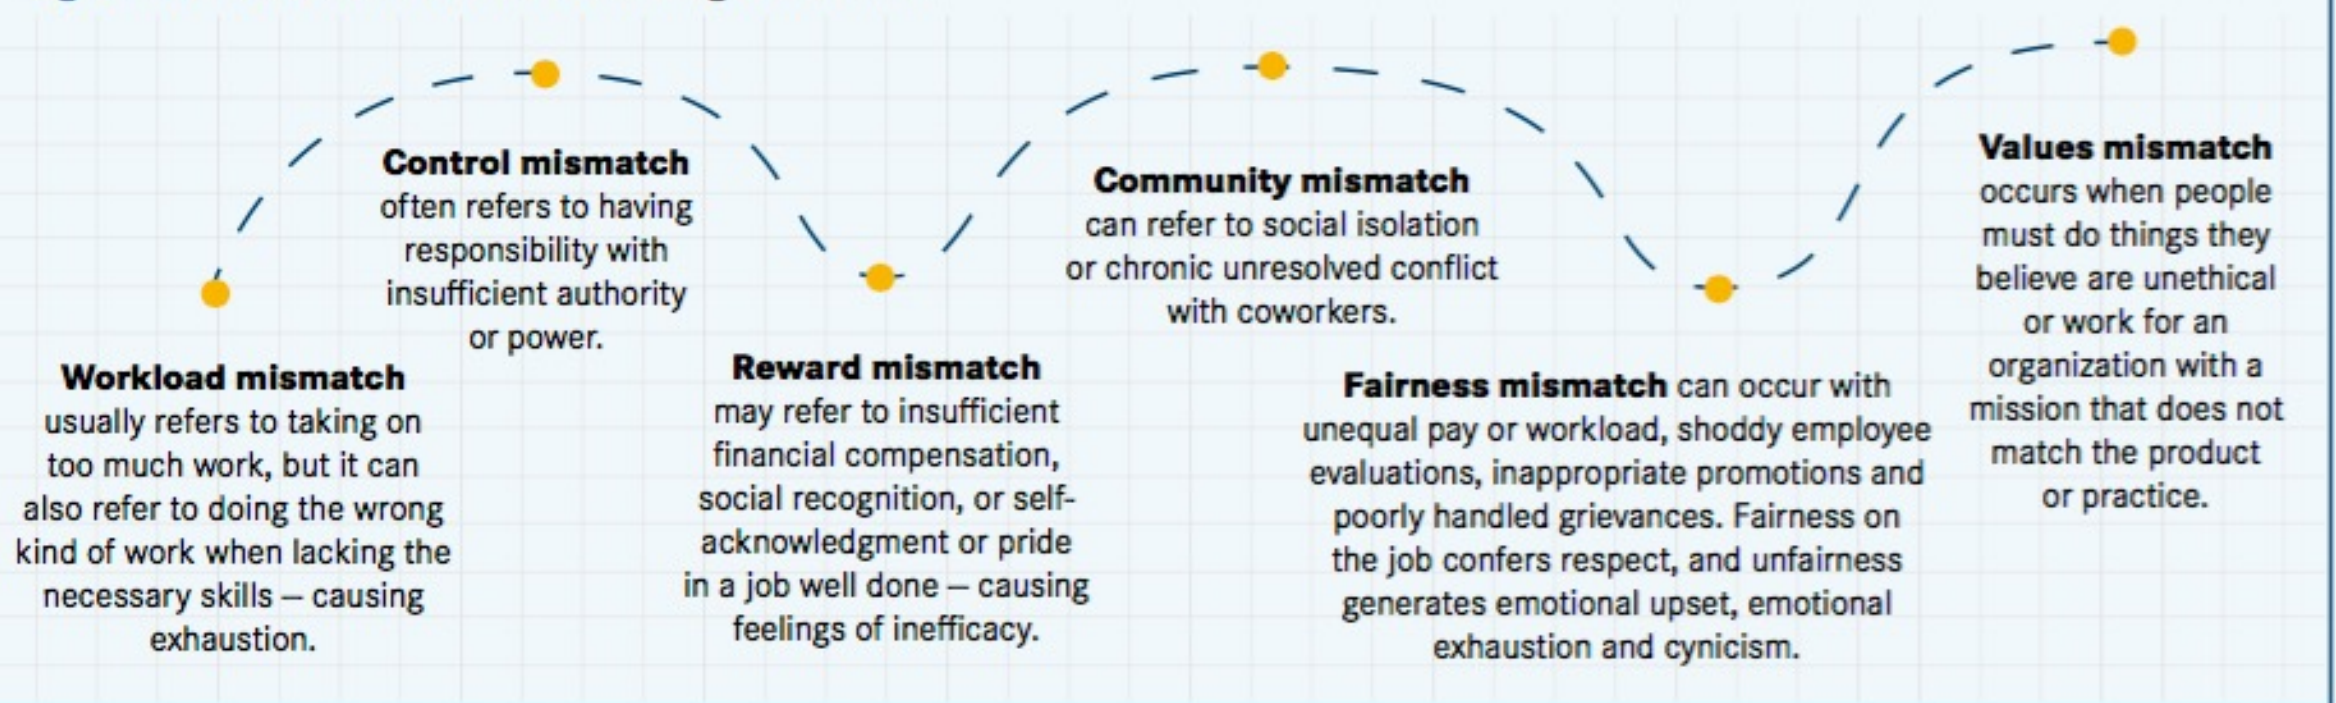 Workload mismatch
usually refers to taking on
too much work, but it can
also refer to doing the wrong
kind of work when lacking the
necessary skills – causing
exhaustion.
Control mismatch
often refers to having
responsibility with
insufficient authority
or power.
Reward mismatch
may refer to insufficient
financial compensation,
social recognition, or self-
acknowledgment or pride
in a job well done – causing
feelings of inefficacy.
Community mismatch
can refer to social isolation
or chronic unresolved conflict
with coworkers.
Fairness mismatch can occur with
unequal pay or workload, shoddy employee
evaluations, inappropriate promotions and
poorly handled grievances. Fairness on
the job confers respect, and unfairness
generates emotional upset, emotional
exhaustion and cynicism.
Values mismatch
occurs when people
must do things they
believe are unethical
or work for an
organization with a
mission that does not
match the product
or practice.